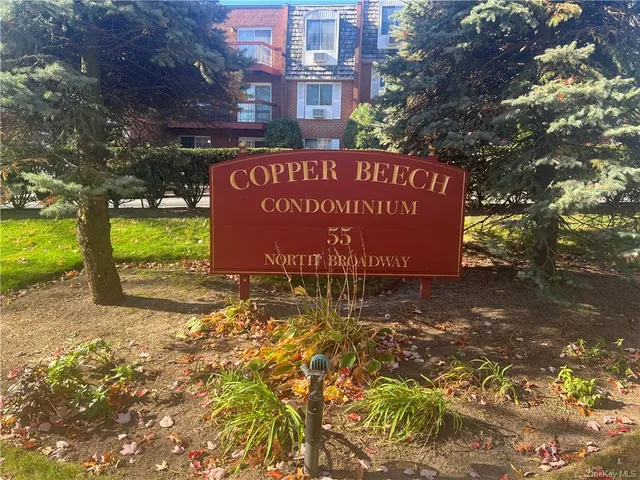 COPPER BEECH
CONDOMINIUM
55
NORTH BROADWAY
OneKey MLS